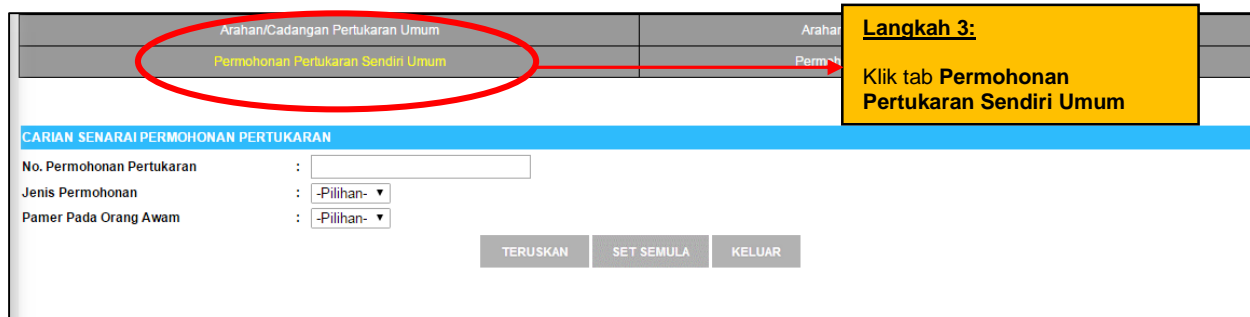 Arahan/Cadangan Pertukaran Umum
Permohonan Pertukaran Sendiri Umum
Langkah 3:
Klik tab Permohonan
Pertukaran Sendiri Umum
CARIAN SENARAI PERMOHONAN PERTUKARAN
No. Permohonan Pertukaran :
Jenis Permohonan : -Pilihan-
Pamer Pada Orang Awam : -Pilihan-
TERUSKAN SET SEMULA KELUAR